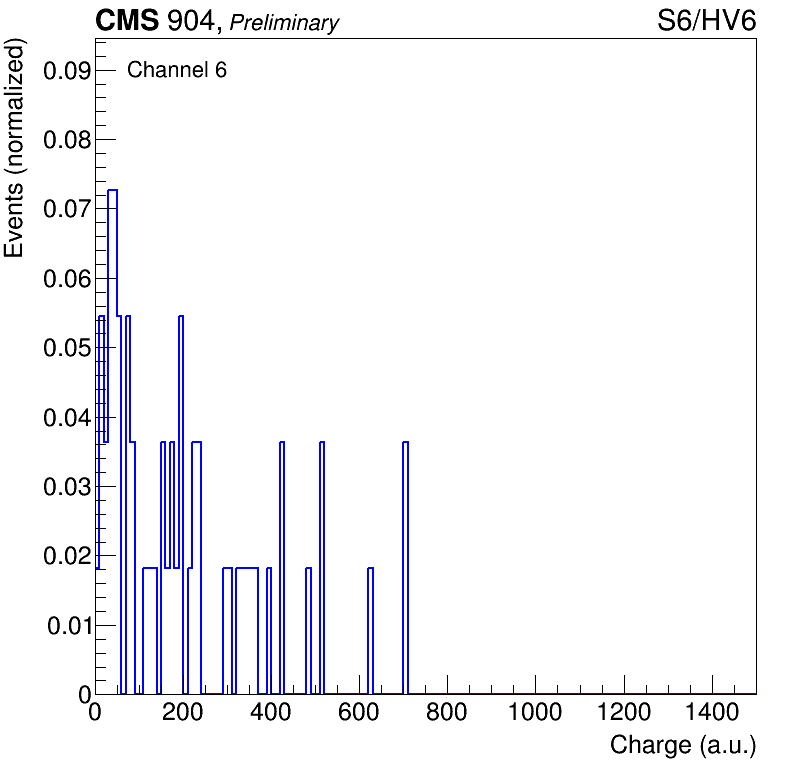 CMS 904, Preliminary
S6/HV6
Channel 6
Events (normalized)
0.09
0.08
0.07
0.06
0.05
0.04
0.03
0.02
0.01
0
0 200 400 600 800 1000 1200 1400
Charge (a.u.)